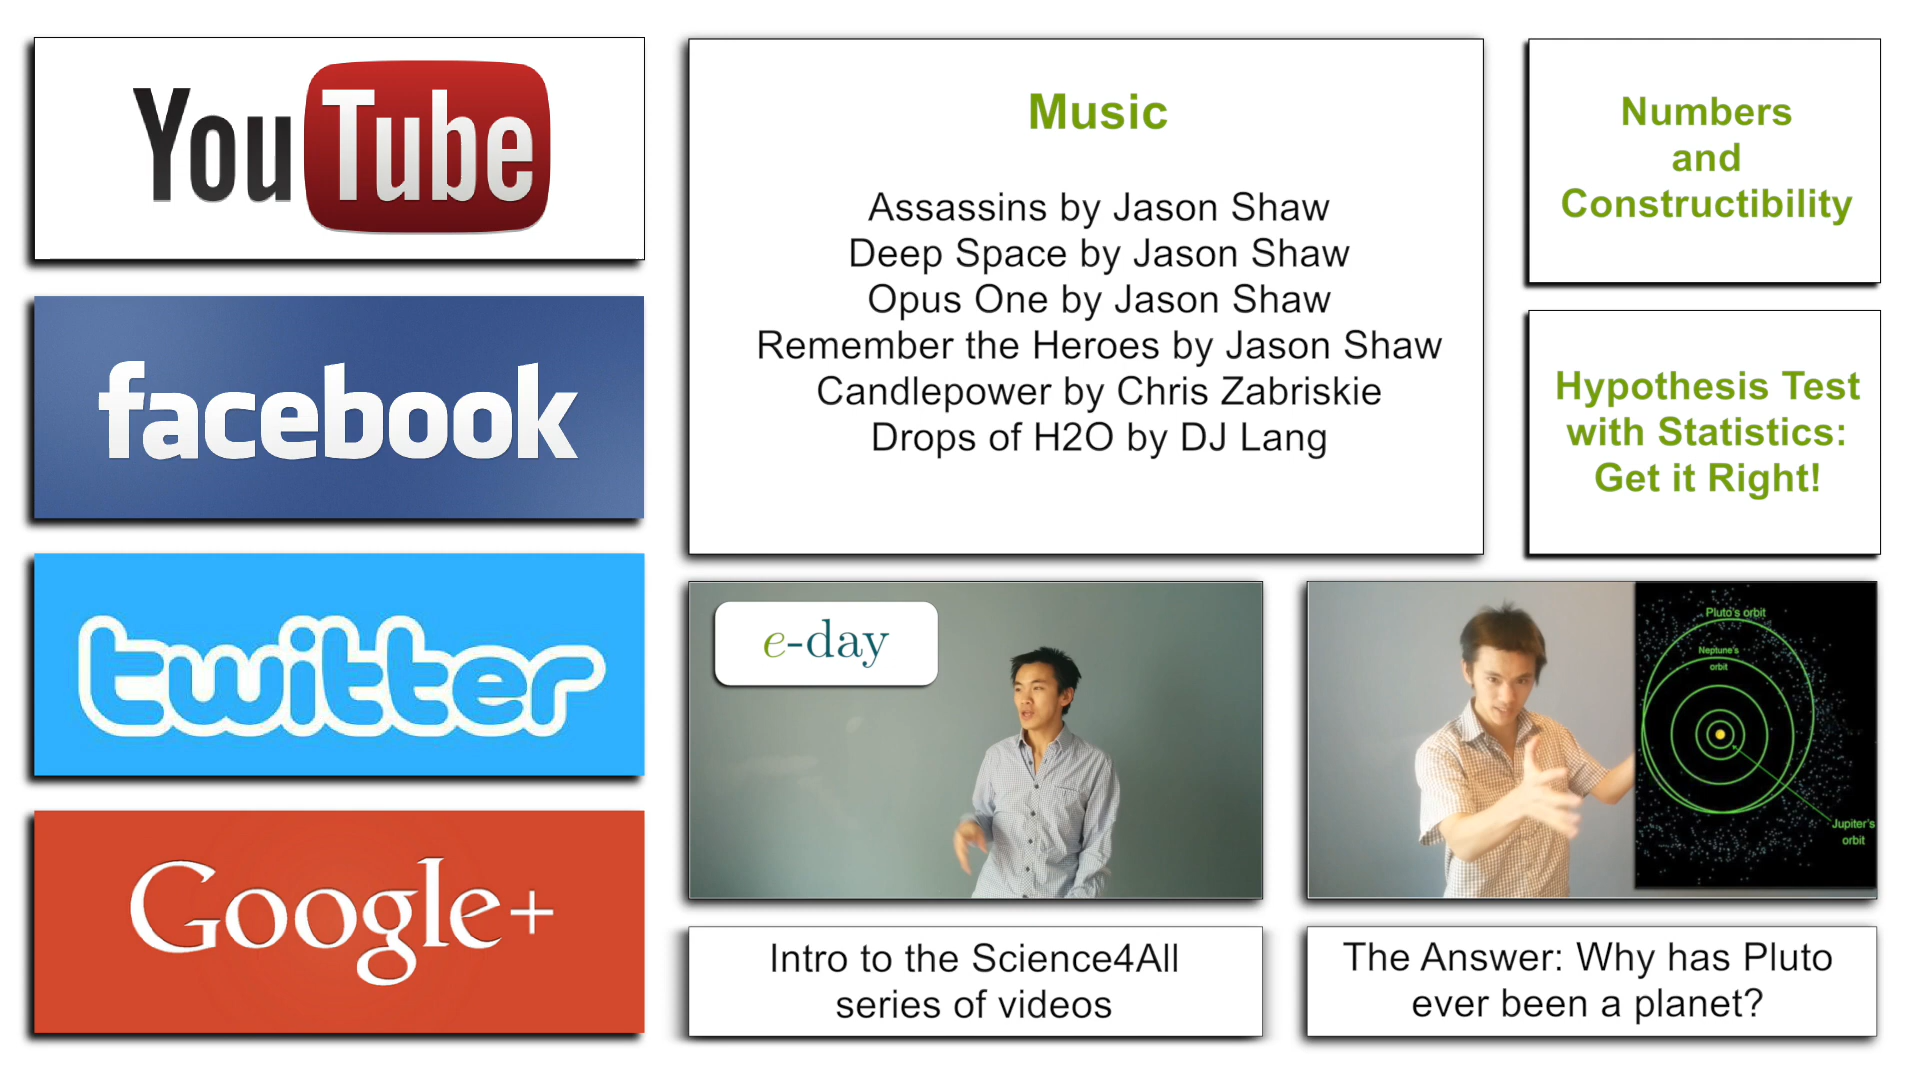 YouTube
facebook
twitter
Google+
Music
Assassins by Jason Shaw
Deep Space by Jason Shaw
Opus One by Jason Shaw
Remember the Heroes by Jason Shaw
Candlepower by Chris Zabriskie
Drops of H2O by DJ Lang
Numbers
and
Constructibility
Hypothesis Test
with Statistics:
Get it Right!
e-day
Intro to the Science4All
series of videos
Pluto's orbit
Neptune's
orbit
Jupiter's
orbit
The Answer: Why has Pluto
ever been a planet?